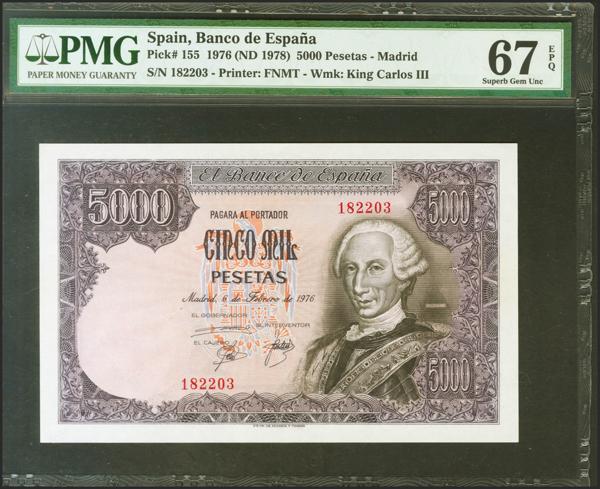 PMG
PAPER MONEY GUARANTY
Spain, Banco de España
Pick# 155 1976 (ND 1978) 5000 Pesetas - Madrid
S/N 182203 - Printer: FNMT - Wmk: King Carlos III
67 EPQ
Superb Gem Unc
El Banco de España
5000
5000
PAGARA AL PORTADOR
182203
CINCO MIL
PESETAS
Madrid, 6 de Febrero de 1976
EL GOBERNADOR
EL INTERVENTOR
EL CAJERO
182203
5000